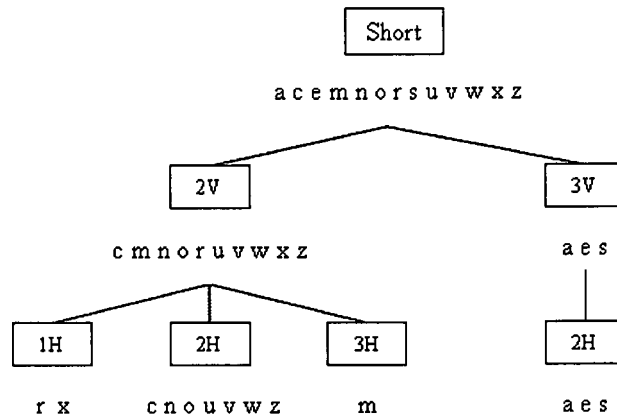 Short
a c e m n o r s u v w x z
2V 3V
c m n o r u v w x z a e s
1H 2H 3H 2H
r x c n o u v w z m a e s